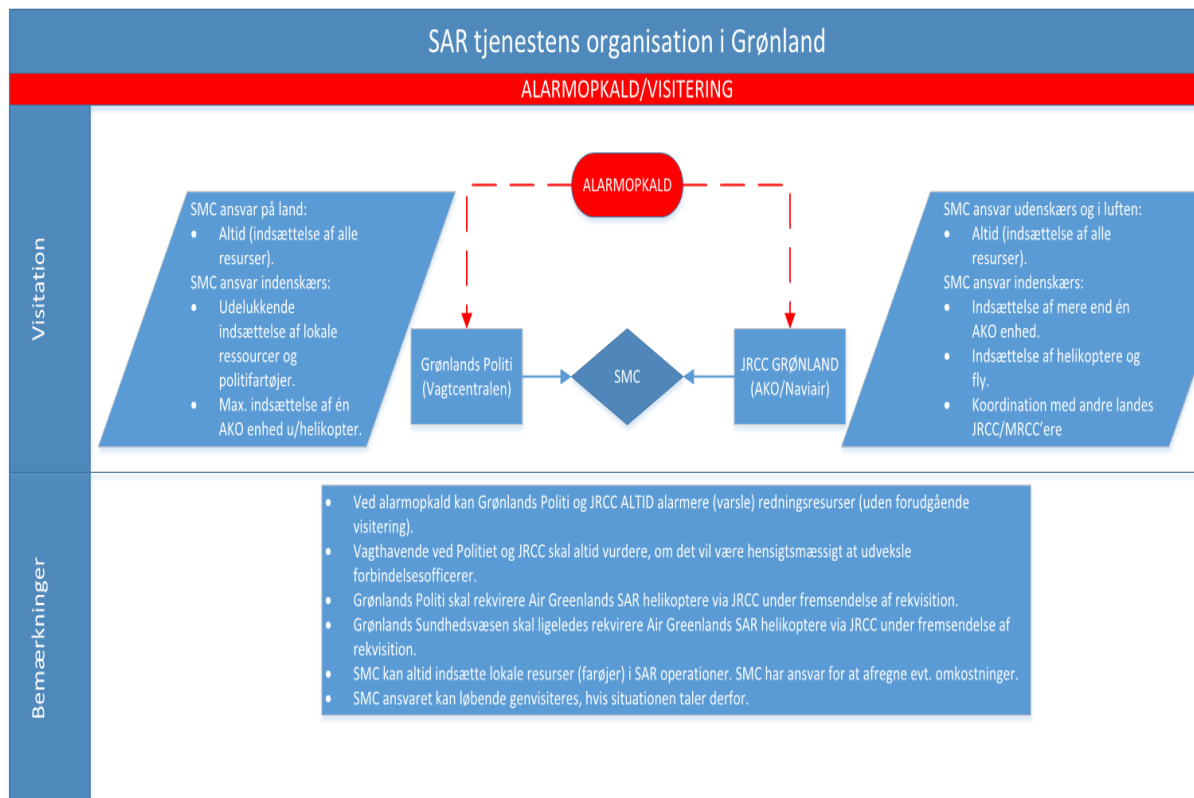 SAR tjenestens organisation i Grønland
ALARMOPKALD/VISITERING
Visitation
ALARMOPKALD
SMC ansvar på land:
• Altid (indsættelse af alle
resurser).
SMC ansvar indenskærs:
• Udelukkende
indsættelse af lokale
ressourcer og
politifartøjer.
• Max. indsættelse af én
AKO enhed u/helikopter.
Grønlands Politi
(Vagtcentralen)
SMC
JRCC GRØNLAND
(AKO/Naviair)
SMC ansvar udenskærs og i luften:
• Altid (indsættelse af alle
resurser).
SMC ansvar indenskærs:
• Indsættelse af mere end én
AKO enhed.
• Indsættelse af helikoptere og
fly.
• Koordination med andre landes
JRCC/MRCC'ere
Bemærkninger
• Ved alarmopkald kan Grønlands Politi og JRCC ALTID alarmere (varsle) redningsresurser (uden forudgående
visitering).
• Vagthavende ved Politiet og JRCC skal altid vurdere, om det vil være hensigtsmæssigt at udveksle
forbindelsesofficerer.
• Grønlands Politi skal rekvirere Air Greenlands SAR helikoptere via JRCC under fremsendelse af rekvisition.
• Grønlands Sundhedsvæsen skal ligeledes rekvirere Air Greenlands SAR helikoptere via JRCC under fremsendelse af
rekvisition.
• SMC kan altid indsætte lokale resurser (farøjer) i SAR operationer. SMC har ansvar for at afregne evt. omkostninger.
• SMC ansvaret kan løbende genvisiteres, hvis situationen taler derfor.